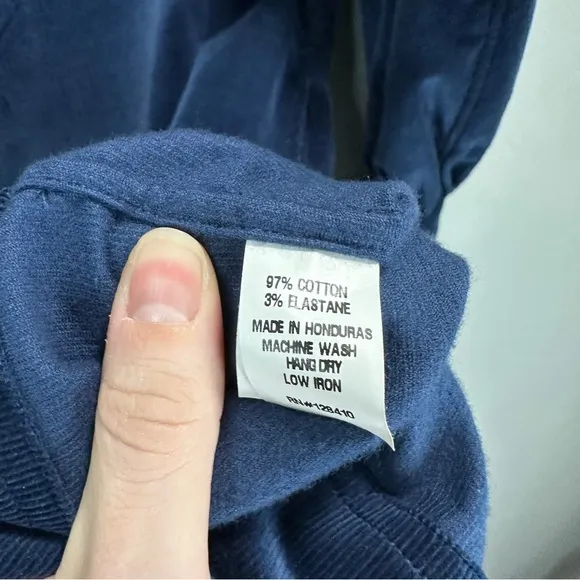 97% COTTON
3% ELASTANE
MADE IN HONDURAS
MACHINE WASH
HANG DRY
LOW IRON
RN#128410